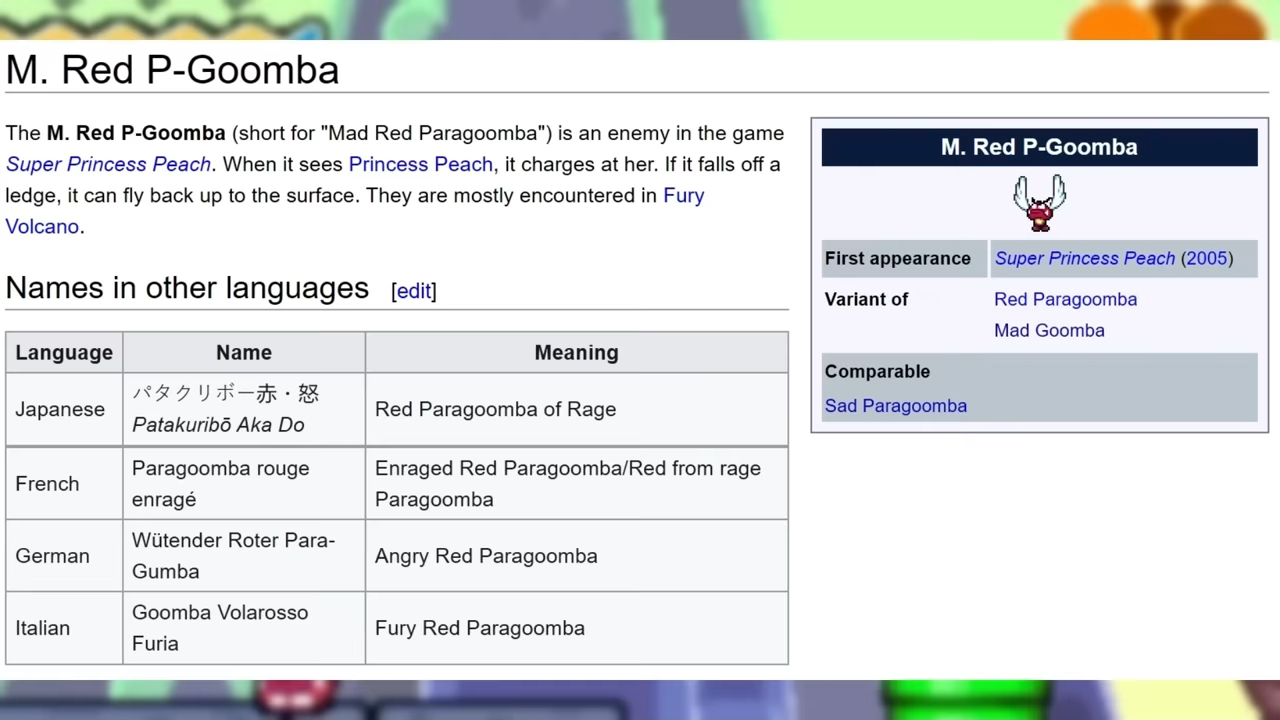 M. Red P-Goomba
The M. Red P-Goomba (short for "Mad Red Paragoomba") is an enemy in the game
Super Princess Peach. When it sees Princess Peach, it charges at her. If it falls off a
ledge, it can fly back up to the surface. They are mostly encountered in Fury
Volcano.
Names in other languages [edit]
Language Name Meaning
Japanese パタクリボー赤・怒 Red Paragoomba of Rage
Patakuribō Aka Do
French Paragoomba rouge Enraged Red Paragoomba/Red from rage
enragé Paragoomba
German Wütender Roter Para- Angry Red Paragoomba
Gumba
Italian Goomba Volarosso Fury Red Paragoomba
Furia
M. Red P-Goomba
First appearance Super Princess Peach (2005)
Variant of Red Paragoomba
Mad Goomba
Comparable
Sad Paragoomba